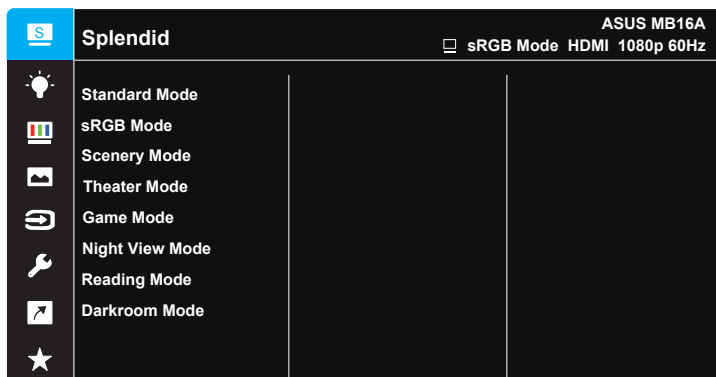 S
Splendid
ASUS MB16A
sRGB Mode HDMI 1080p 60Hz
Standard Mode
sRGB Mode
Scenery Mode
Theater Mode
Game Mode
Night View Mode
Reading Mode
Darkroom Mode